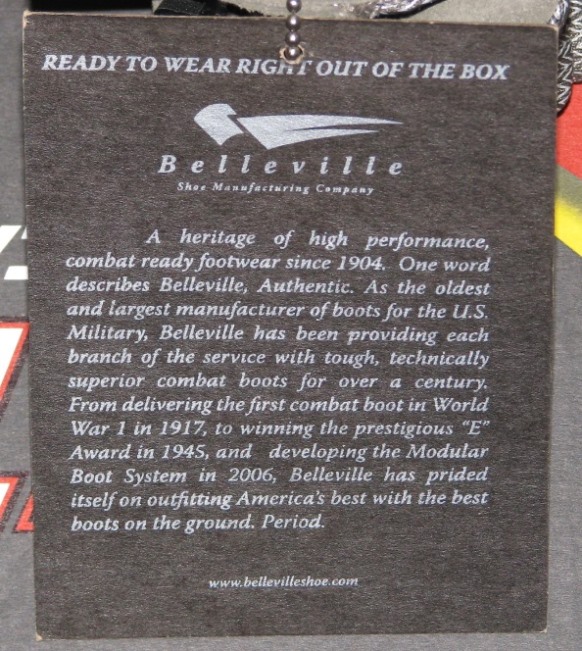 READY TO WEAR RIGHT OUT OF THE BOX
Belleville
Shoe Manufacturing Company
A heritage of high performance,
combat ready footwear since 1904. One word
describes Belleville, Authentic. As the oldest
and largest manufacturer of boots for the U.S.
Military, Belleville has been providing each
branch of the service with tough, technically
superior combat boots for over a century.
From delivering the first combat boot in World
War 1 in 1917, to winning the prestigious "E"
Award in 1945, and developing the Modular
Boot System in 2006, Belleville has prided
itself on outfitting America's best with the best
boots on the ground. Period.
www.bellevilleshoe.com